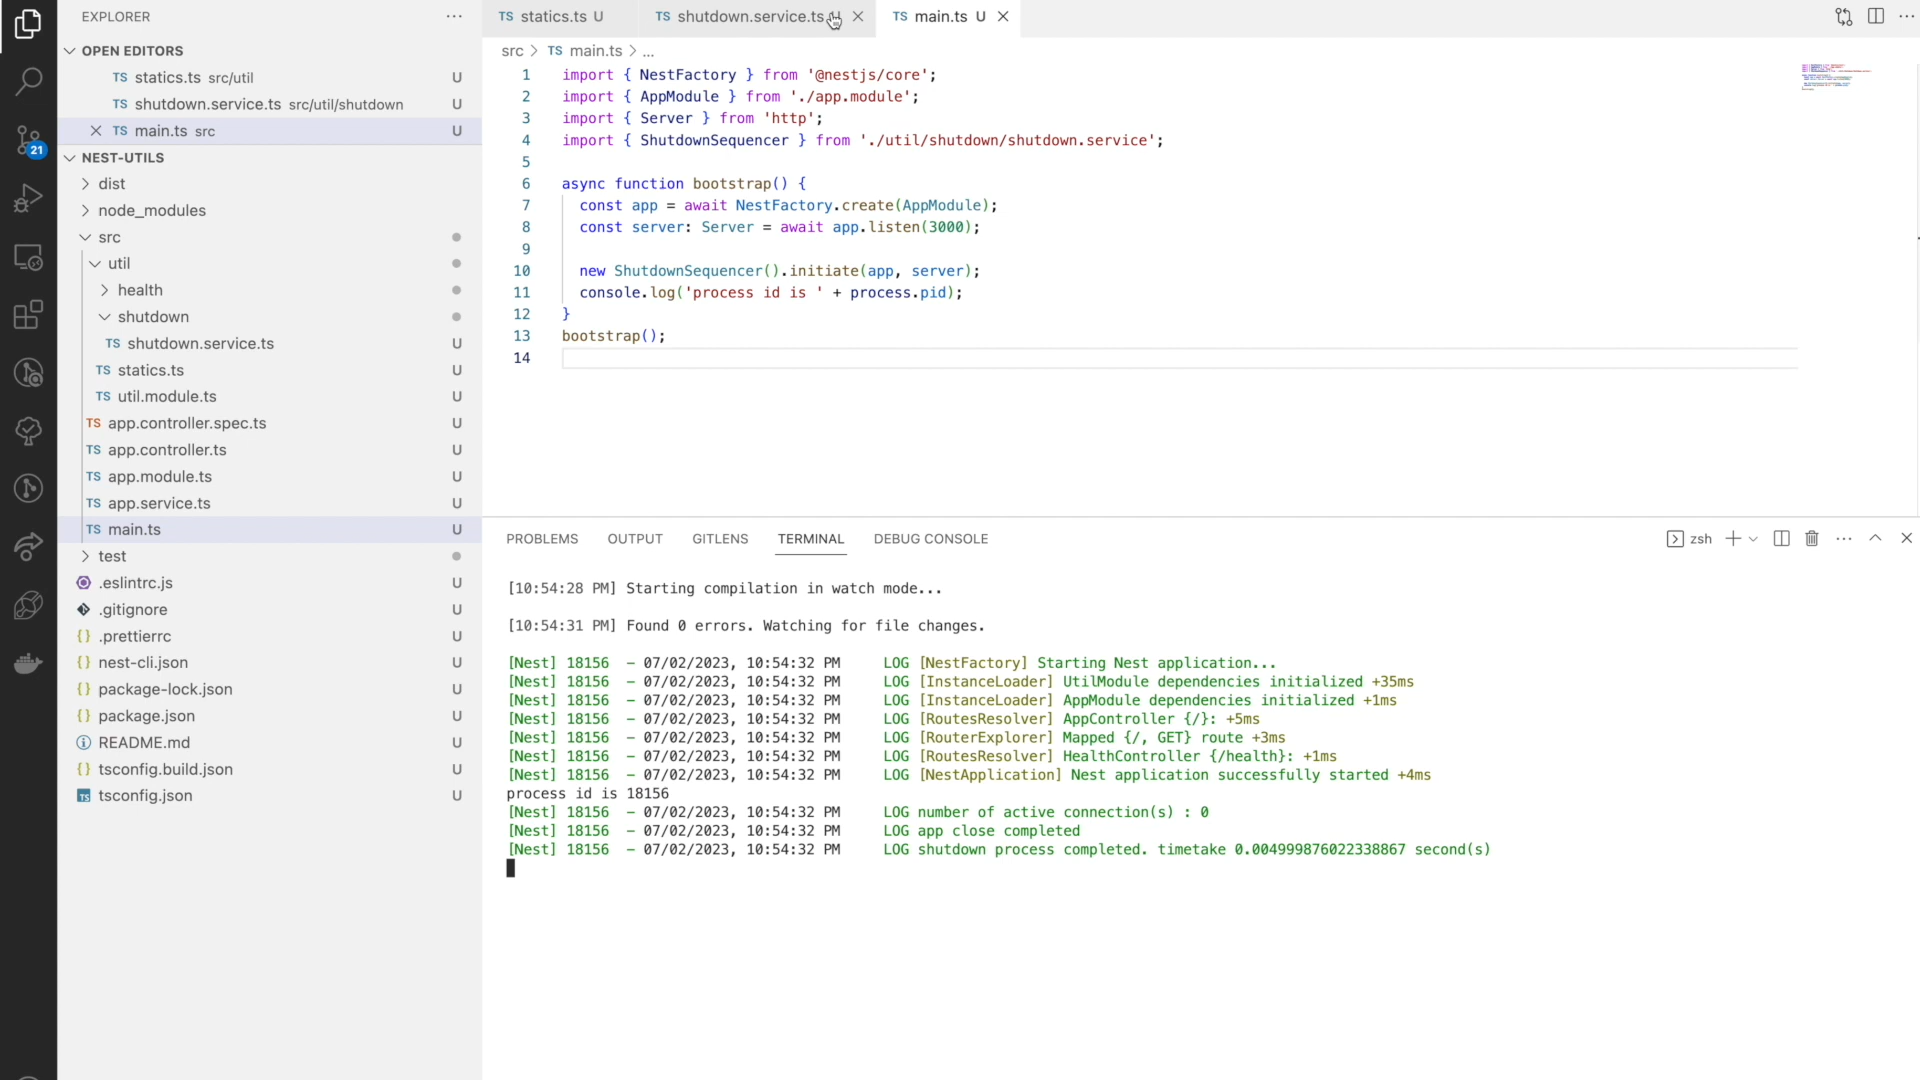 EXPLORER
OPEN EDITORS
TS statics.ts src/util U
TS shutdown.service.ts src/util/shutdown U
TS main.ts src U
NEST-UTILS
dist
node_modules
src
util
health
shutdown
TS shutdown.service.ts U
TS statics.ts U
TS util.module.ts U
TS app.controller.spec.ts U
TS app.controller.ts U
TS app.module.ts U
TS app.service.ts U
TS main.ts U
test
.eslintrc.js U
.gitignore U
{} .prettierrc U
{} nest-cli.json U
{} package-lock.json U
{} package.json U
README.md U
{} tsconfig.build.json U
TS tsconfig.json U
21
TS statics.ts U
TS shutdown.service.ts U
TS main.ts U
src > TS main.ts > ...
1 import { NestFactory } from '@nestjs/core';
2 import { AppModule } from './app.module';
3 import { Server } from 'http';
4 import { ShutdownSequencer } from './util/shutdown/shutdown.service';
5
6 async function bootstrap() {
7 const app = await NestFactory.create(AppModule);
8 const server: Server = await app.listen(3000);
9
10 new ShutdownSequencer().initiate(app, server);
11 console.log('process id is ' + process.pid);
12 }
13 bootstrap();
14
PROBLEMS OUTPUT GITLENS TERMINAL DEBUG CONSOLE
zsh
[10:54:28 PM] Starting compilation in watch mode...
[10:54:31 PM] Found 0 errors. Watching for file changes.
[Nest] 18156 - 07/02/2023, 10:54:32 PM LOG [NestFactory] Starting Nest application...
[Nest] 18156 - 07/02/2023, 10:54:32 PM LOG [InstanceLoader] UtilModule dependencies initialized +35ms
[Nest] 18156 - 07/02/2023, 10:54:32 PM LOG [InstanceLoader] AppModule dependencies initialized +1ms
[Nest] 18156 - 07/02/2023, 10:54:32 PM LOG [RoutesResolver] AppController {/}: +5ms
[Nest] 18156 - 07/02/2023, 10:54:32 PM LOG [RouterExplorer] Mapped {/, GET} route +3ms
[Nest] 18156 - 07/02/2023, 10:54:32 PM LOG [RoutesResolver] HealthController {/health}: +1ms
[Nest] 18156 - 07/02/2023, 10:54:32 PM LOG [NestApplication] Nest application successfully started +4ms
process id is 18156
[Nest] 18156 - 07/02/2023, 10:54:32 PM LOG number of active connection(s) : 0
[Nest] 18156 - 07/02/2023, 10:54:32 PM LOG app close completed
[Nest] 18156 - 07/02/2023, 10:54:32 PM LOG shutdown process completed. timetake 0.004999876022338867 second(s)